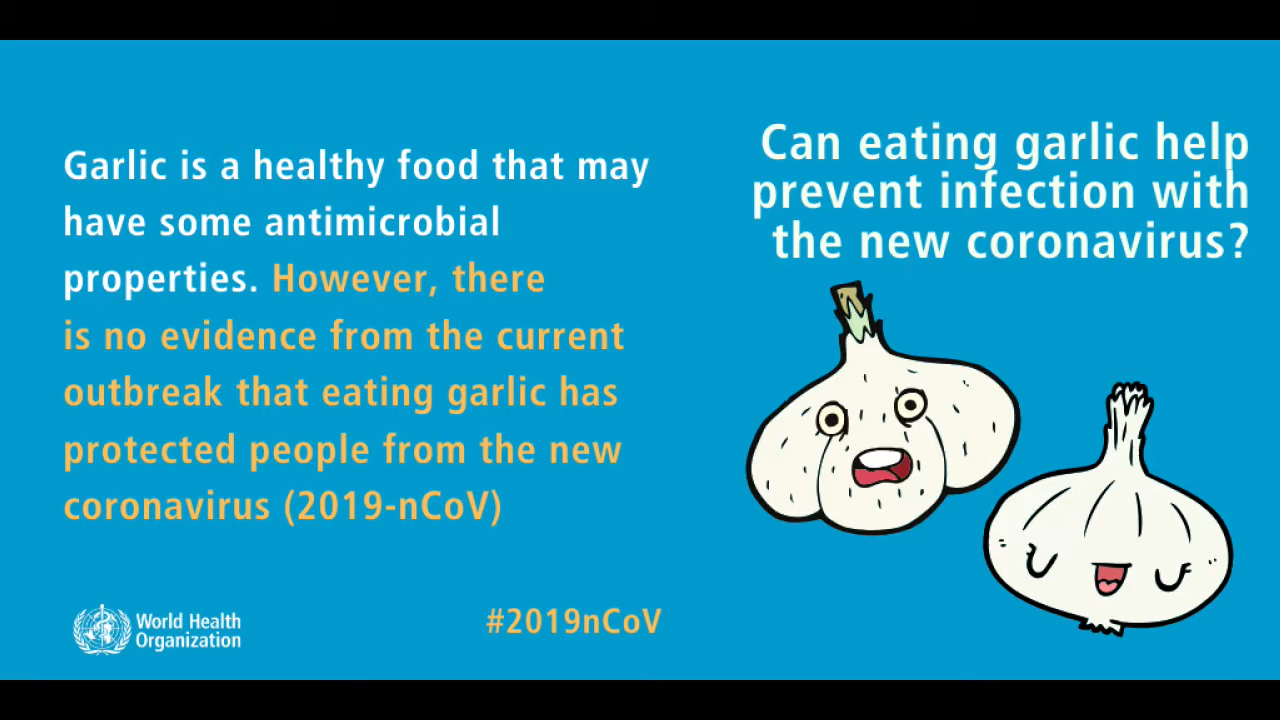 Can eating garlic help
prevent infection with
the new coronavirus?
Garlic is a healthy food that may
have some antimicrobial
properties. However, there
is no evidence from the current
outbreak that eating garlic has
protected people from the new
coronavirus (2019-nCoV)
World Health
Organization
#2019nCoV